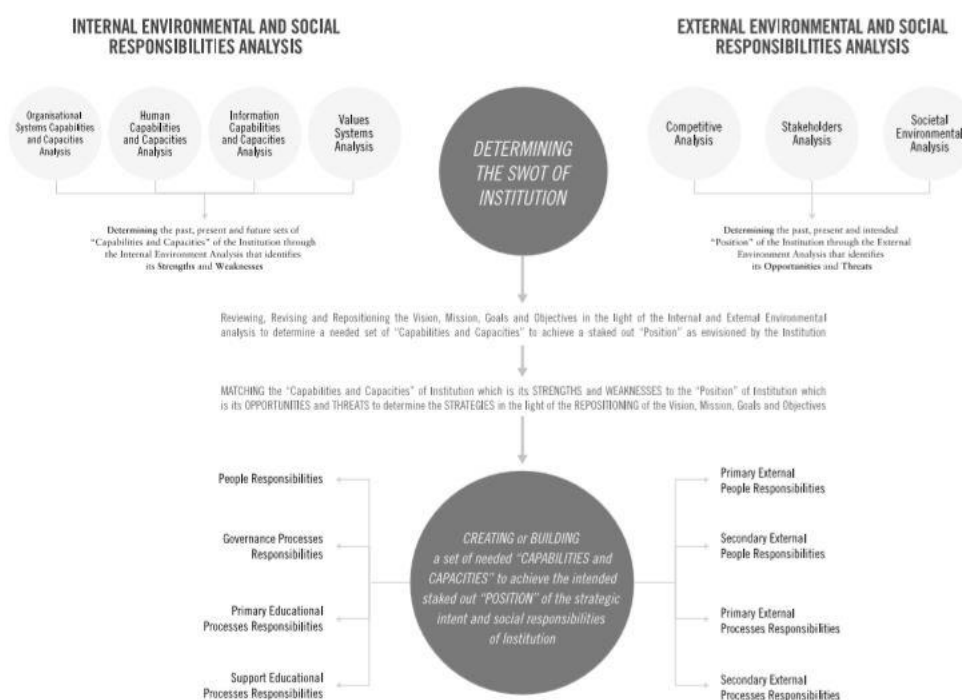 INTERNAL ENVIRONMENTAL AND SOCIAL
RESPONSIBILITIES ANALYSIS
EXTERNAL ENVIRONMENTAL AND SOCIAL
RESPONSIBILITIES ANALYSIS
Organisational
Systems Capabilities
and Capacities
Analysis
Human
Capabilities
and Capacities
Analysis
Information
Capabilities
and Capacities
Analysis
Values
Systems
Analysis
DETERMINING
THE SWOT OF
INSTITUTION
Competitive
Analysis
Stakeholders
Analysis
Societal
Environmental
Analysis
Determining the past, present and future sets of
"Capabilities and Capacities" of the Institution through
the Internal Environment Analysis that identifies
its Strengths and Weaknesses
Determining the past, present and intended
"Position" of the Institution through the External
Environment Analysis that identifies
its Opportunities and Threats
Reviewing, Revising and Repositioning the Vision, Mission, Goals and Objectives in the light of the Internal and External Environmental
analysis to determine a needed set of "Capabilities and Capacities" to achieve a staked out "Position" as envisioned by the Institution
MATCHING the "Capabilities and Capacities" of Institution which is its STRENGTHS and WEAKNESSES to the "Position" of Institution which
is its OPPORTUNITIES and THREATS to determine the STRATEGIES in the light of the REPOSITIONING of the Vision, Mission, Goals and Objectives
People Responsibilities
Governance Processes
Responsibilities
Primary Educational
Processes Responsibilities
Support Educational
Processes Responsibilities
CREATING or BUILDING
a set of needed "CAPABILITIES and
CAPACITIES" to achieve the intended
staked out "POSITION" of the strategic
intent and social responsibilities
of Institution
Primary External
People Responsibilities
Secondary External
People Responsibilities
Primary External
Processes Responsibilities
Secondary External
Processes Responsibilities